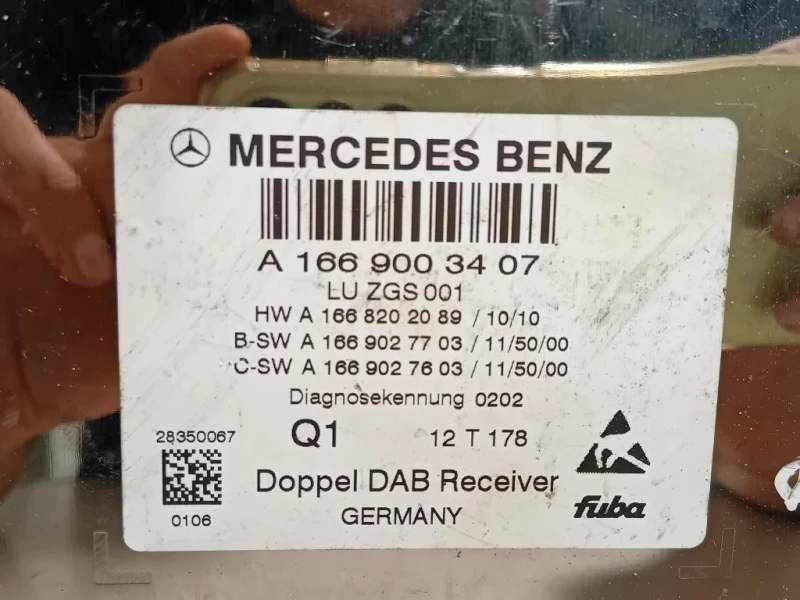 MERCEDES BENZ
A 166 900 34 07
LU ZGS 001
HW A 166 820 20 89 / 10/10
B-SW A 166 902 77 03 / 11/50/00
C-SW A 166 902 76 03 / 11/50/00
Diagnosekennung 0202
28350067 Q1 12 T 178
Doppel DAB Receiver
0106 GERMANY fuba